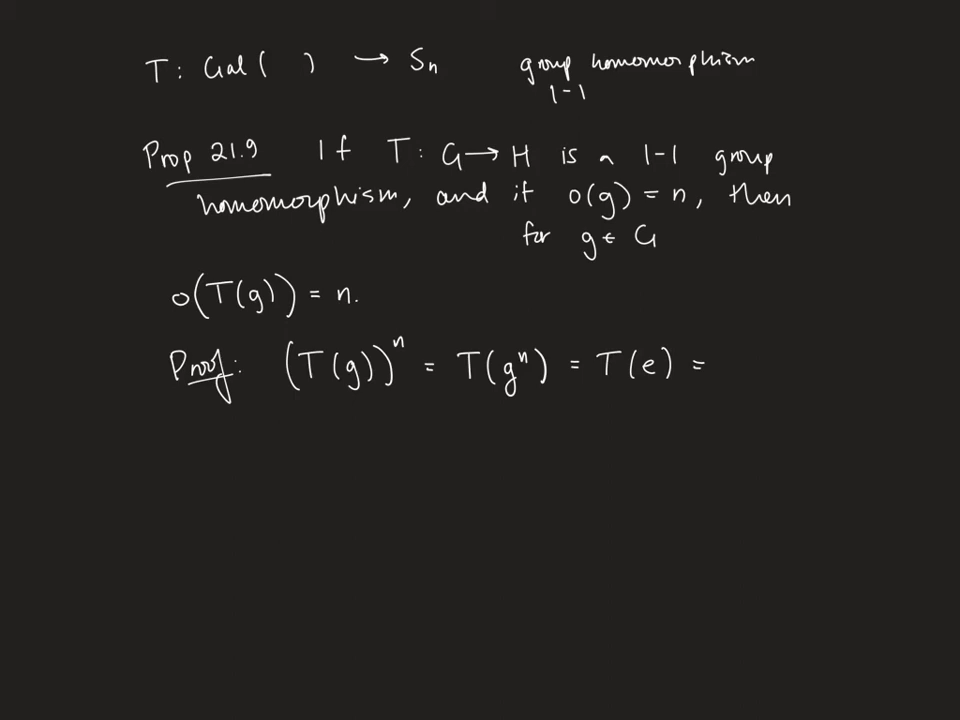 T: Gal( ) → Sn group homomorphism
1-1
Prop 21.9 If T: G → H is a 1-1 group
homomorphism, and if o(g) = n, then
for g ∈ G
o(T(g)) = n.
Proof: (T(g))ⁿ = T(gⁿ) = T(e) =